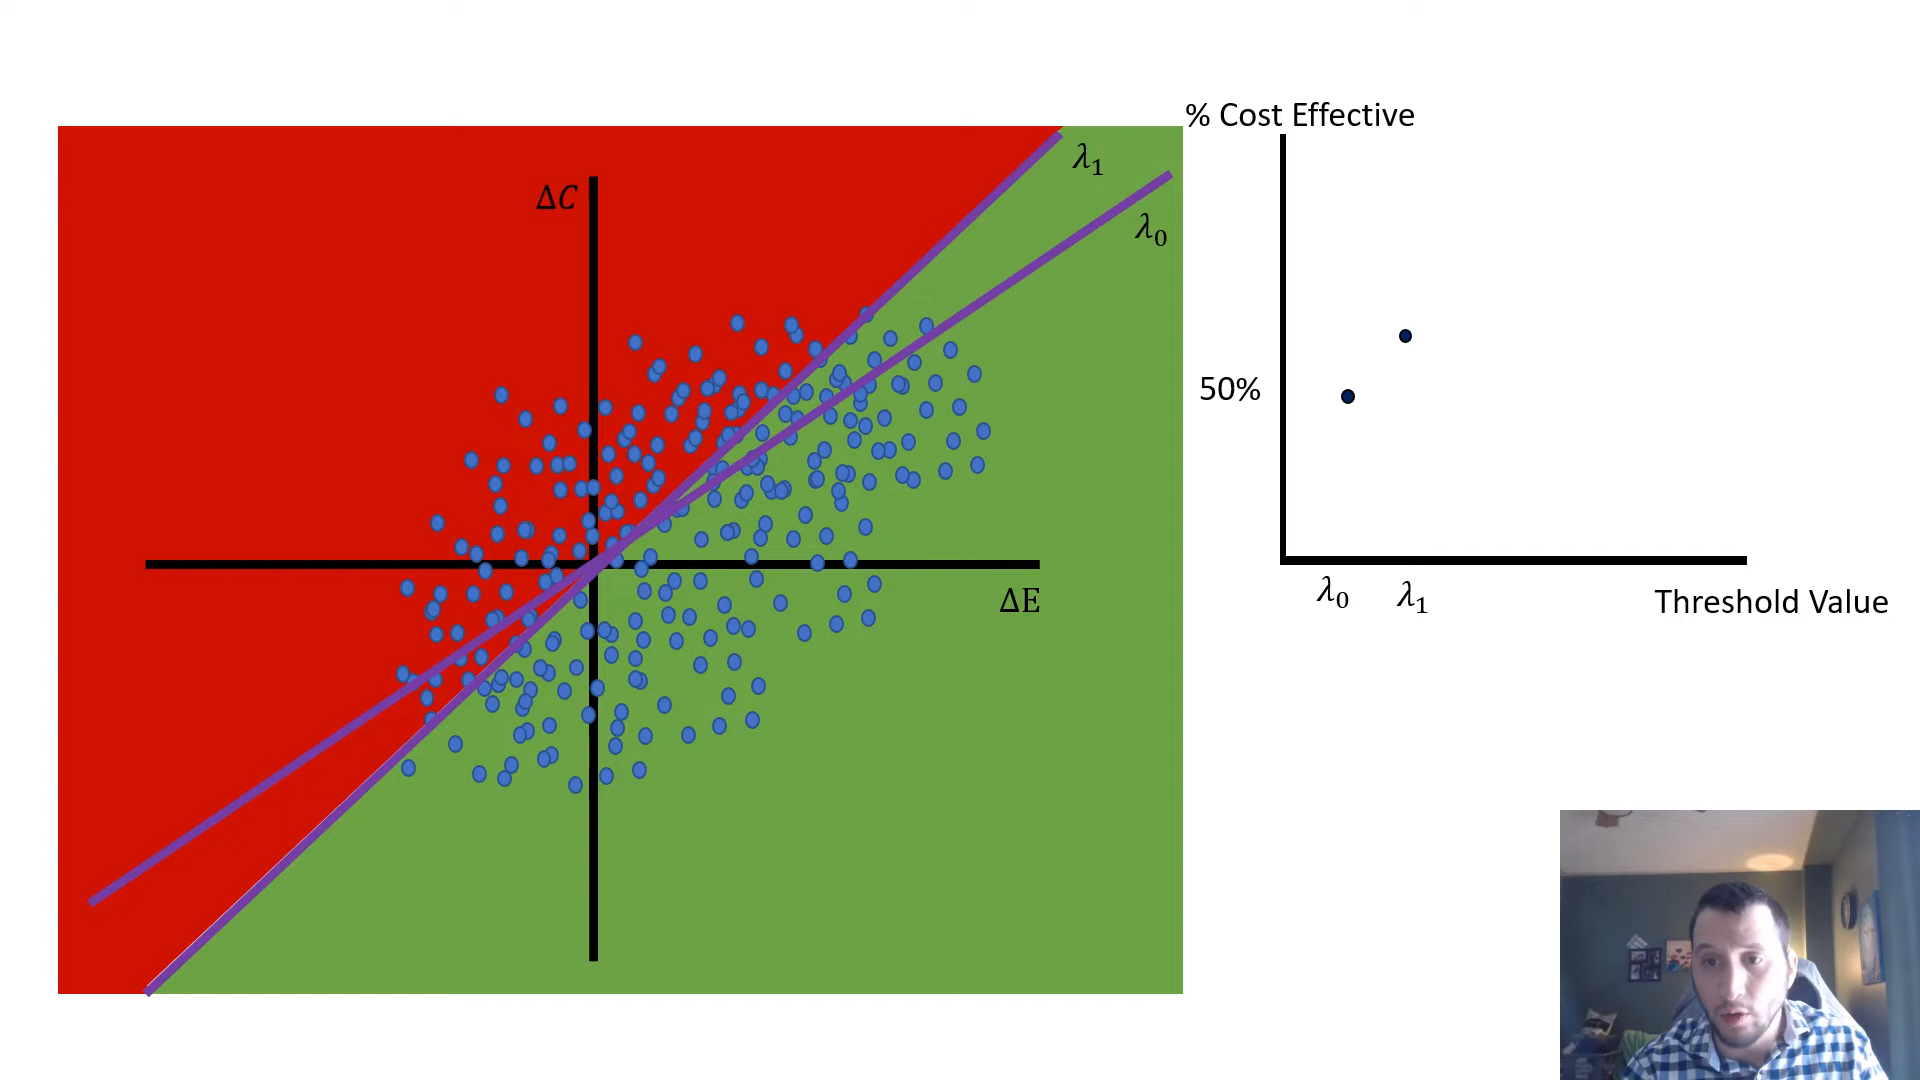 % Cost Effective
λ₁
ΔC
λ₀
50%
ΔE
λ₀
λ₁
Threshold Value